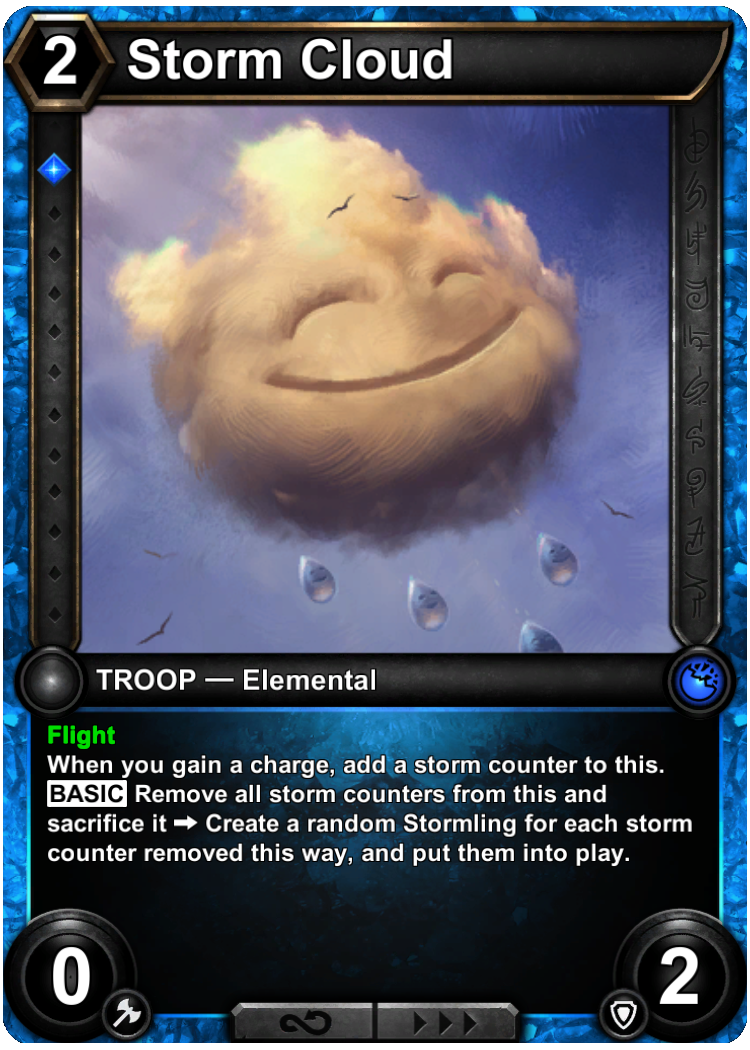 2
Storm Cloud
TROOP — Elemental
Flight
When you gain a charge, add a storm counter to this.
BASIC Remove all storm counters from this and
sacrifice it ➞ Create a random Stormling for each storm
counter removed this way, and put them into play.
0
2